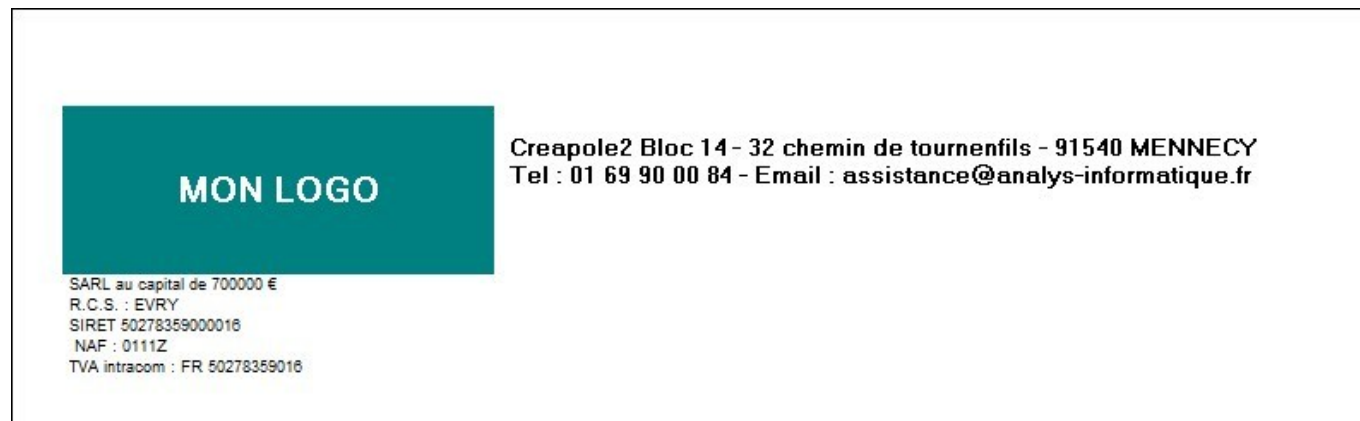 MON LOGO
Creapole2 Bloc 14 - 32 chemin de tournenfils - 91540 MENNECY
Tel : 01 69 90 00 84 - Email : assistance@analys-informatique.fr
SARL au capital de 700000 €
R.C.S. : EVRY
SIRET 50278359000016
NAF : 0111Z
TVA intracom : FR 50278359016